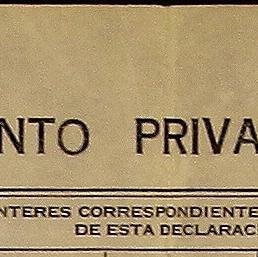 NTO PRIVA
NTERES CORRESPONDIENTE
DE ESTA DECLARAC